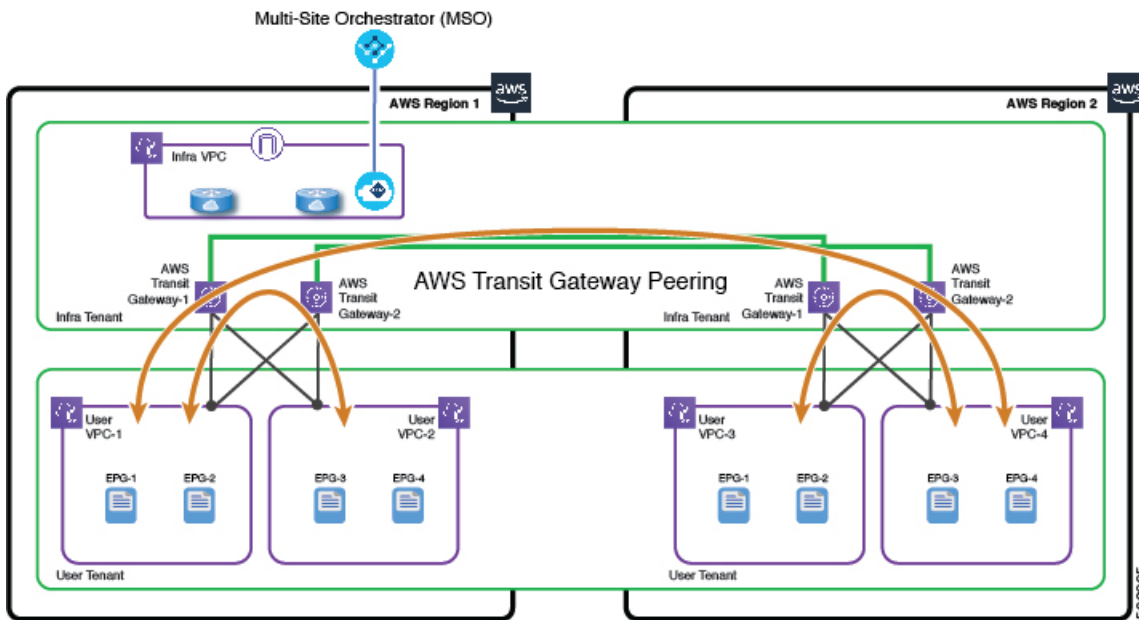 Multi-Site Orchestrator (MSO)
aws
aws
AWS Region 1
AWS Region 2
Infra VPC
AWS
Transit
Gateway-1
AWS
Transit
Gateway-2
AWS Transit Gateway Peering
AWS
Transit
Gateway-1
AWS
Transit
Gateway-2
Infra Tenant
Infra Tenant
User
VPC-1
User
VPC-2
User
VPC-3
User
VPC-4
EPG-1
EPG-2
EPG-3
EPG-4
EPG-1
EPG-2
EPG-3
EPG-4
User Tenant
User Tenant